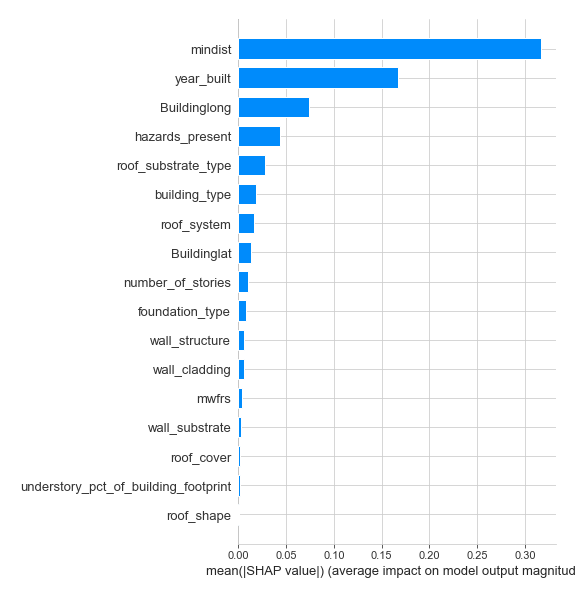 mindist
year_built
Buildinglong
hazards_present
roof_substrate_type
building_type
roof_system
Buildinglat
number_of_stories
foundation_type
wall_structure
wall_cladding
mwfrs
wall_substrate
roof_cover
understory_pct_of_building_footprint
roof_shape
0.00 0.05 0.10 0.15 0.20 0.25 0.30
mean(|SHAP value|) (average impact on model output magnitud